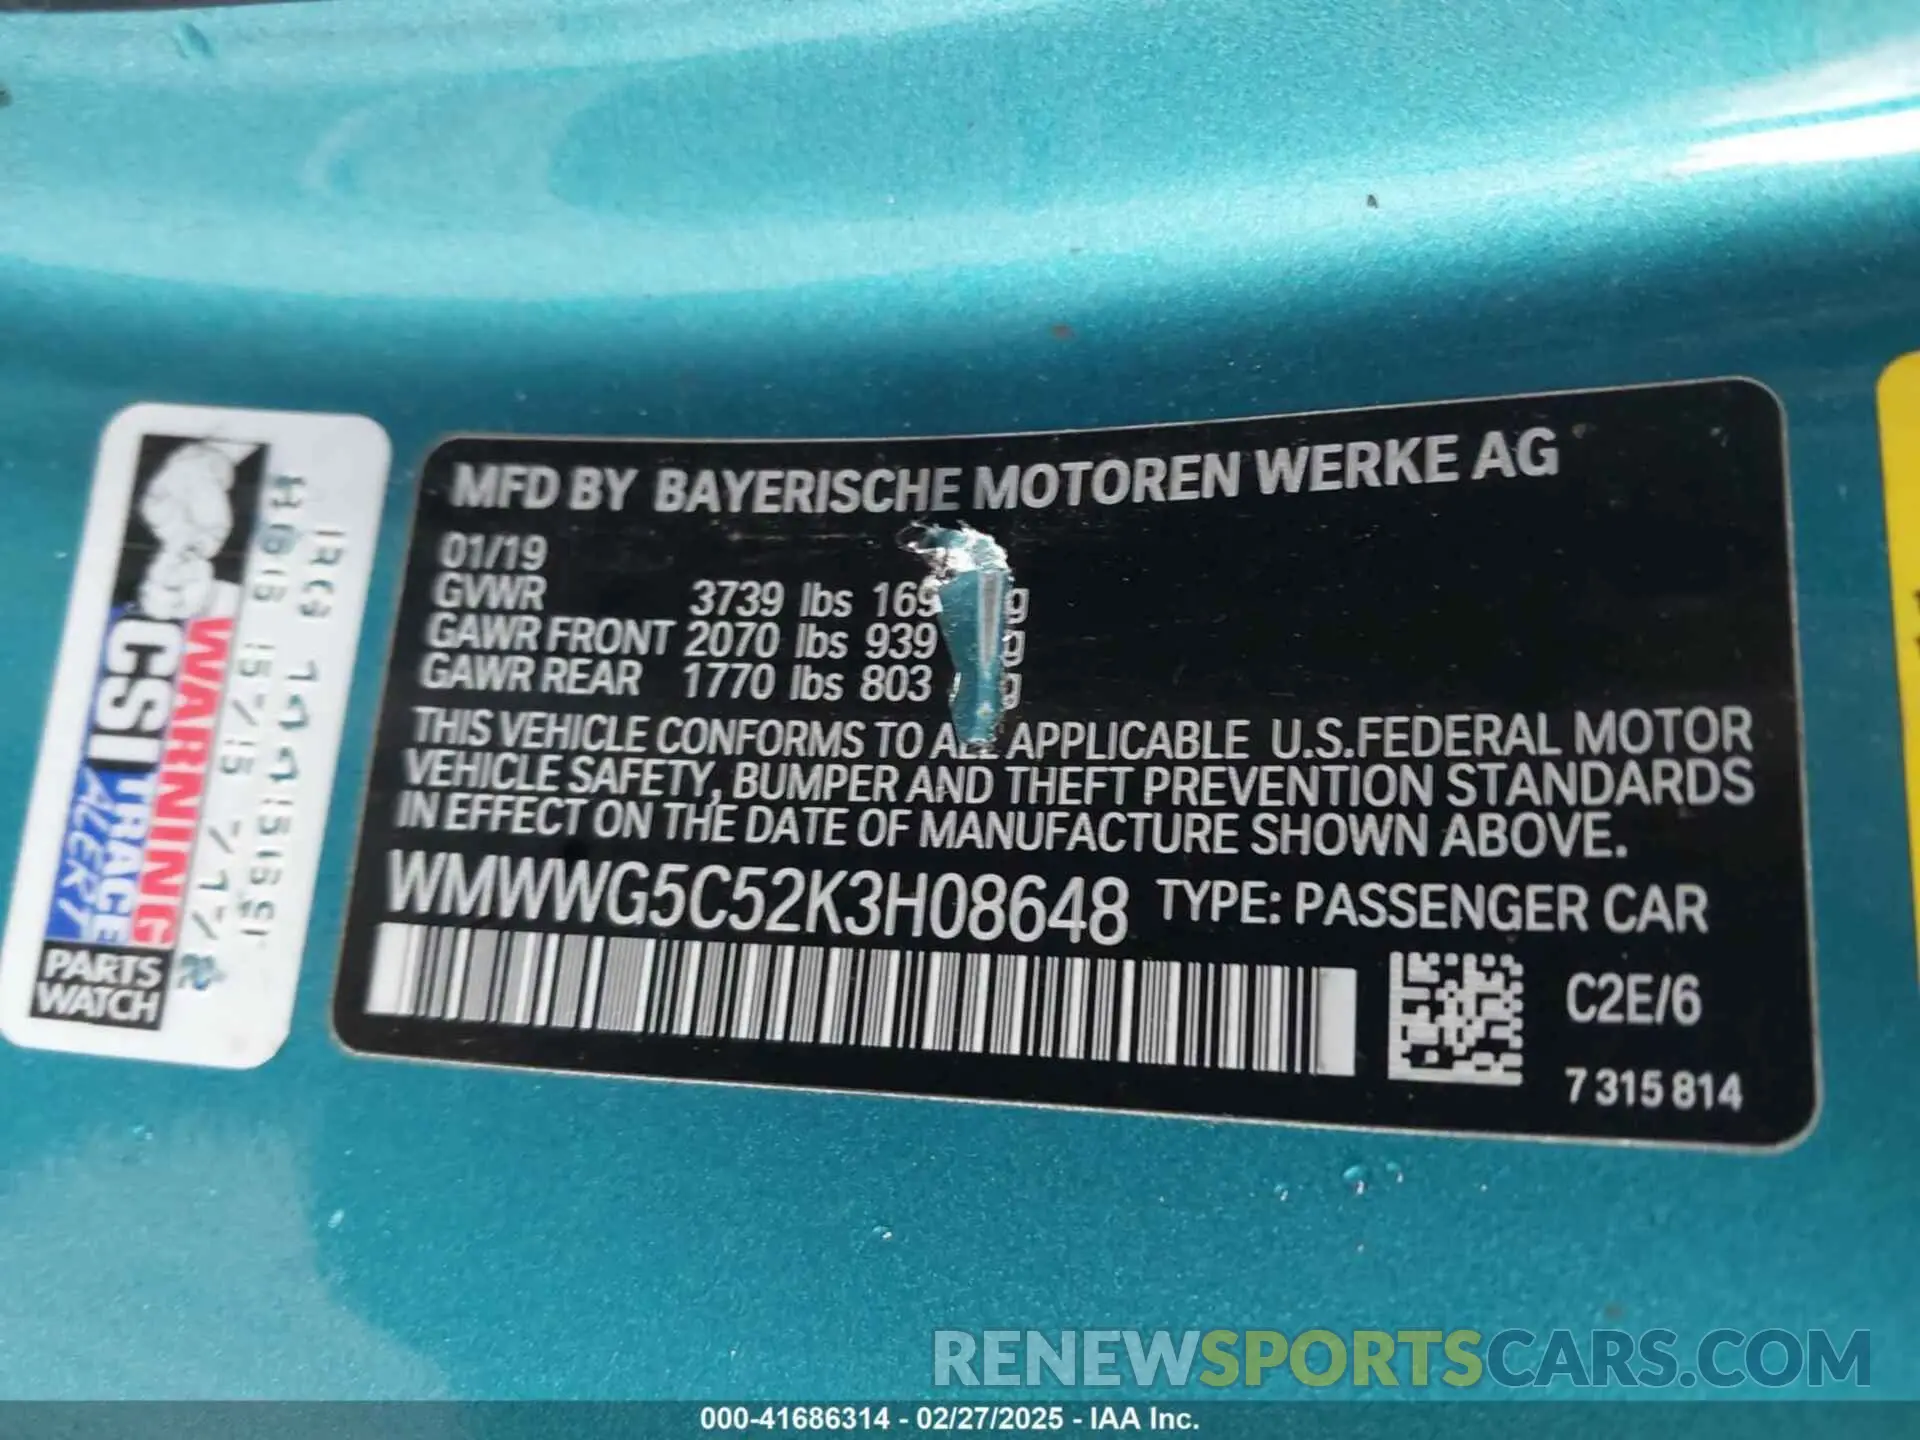 MFD BY BAYERISCHE MOTOREN WERKE AG
01/19
GVWR 3739 lbs 169
GAWR FRONT 2070 lbs 939
GAWR REAR 1770 lbs 803
THIS VEHICLE CONFORMS TO ALL APPLICABLE U.S.FEDERAL MOTOR
VEHICLE SAFETY, BUMPER AND THEFT PREVENTION STANDARDS
IN EFFECT ON THE DATE OF MANUFACTURE SHOWN ABOVE.
WMWWG5C52K3H08648 TYPE: PASSENGER CAR
C2E/6
7 315 814
WARNING
CSI TRACE
ALERT
PARTS
WATCH
RENEWSPORTSCARS.COM
000-41686314 - 02/27/2025 - IAA Inc.